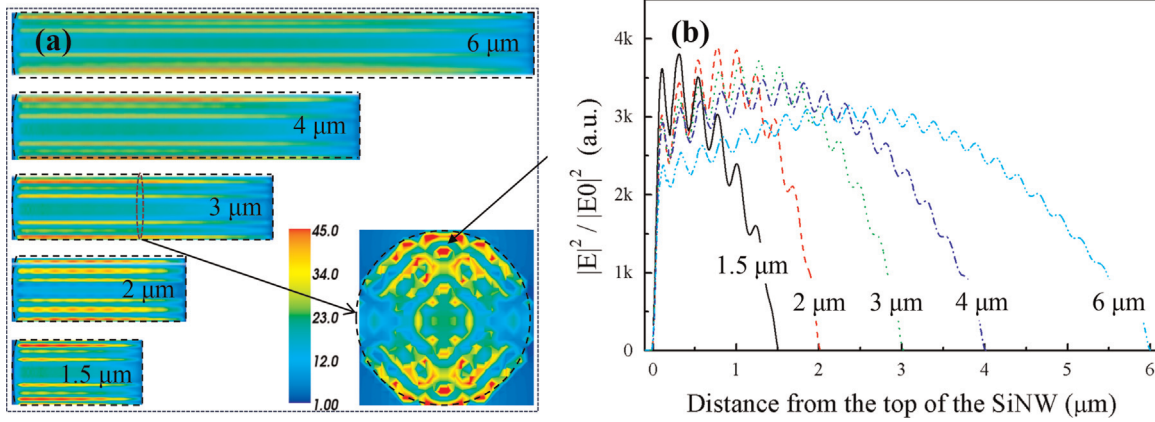 (a)
6 μm
4 μm
3 μm
2 μm
1.5 μm
45.0
34.0
23.0
12.0
1.00
(b)
|E|² / |E0|² (a.u.)
4k
3k
2k
1k
0
1.5 μm
2 μm
3 μm
4 μm
6 μm
0 1 2 3 4 5 6
Distance from the top of the SiNW (μm)